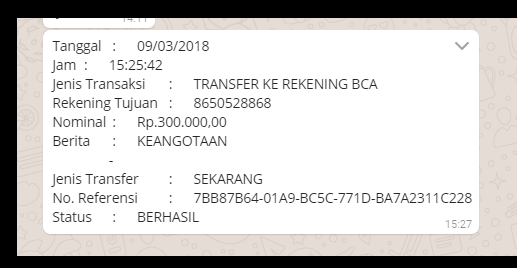 14:11
Tanggal : 09/03/2018
Jam : 15:25:42
Jenis Transaksi : TRANSFER KE REKENING BCA
Rekening Tujuan : 8650528868
Nominal : Rp.300.000,00
Berita : KEANGOTAAN
-
Jenis Transfer : SEKARANG
No. Referensi : 7BB87B64-01A9-BC5C-771D-BA7A2311C228
Status : BERHASIL
15:27